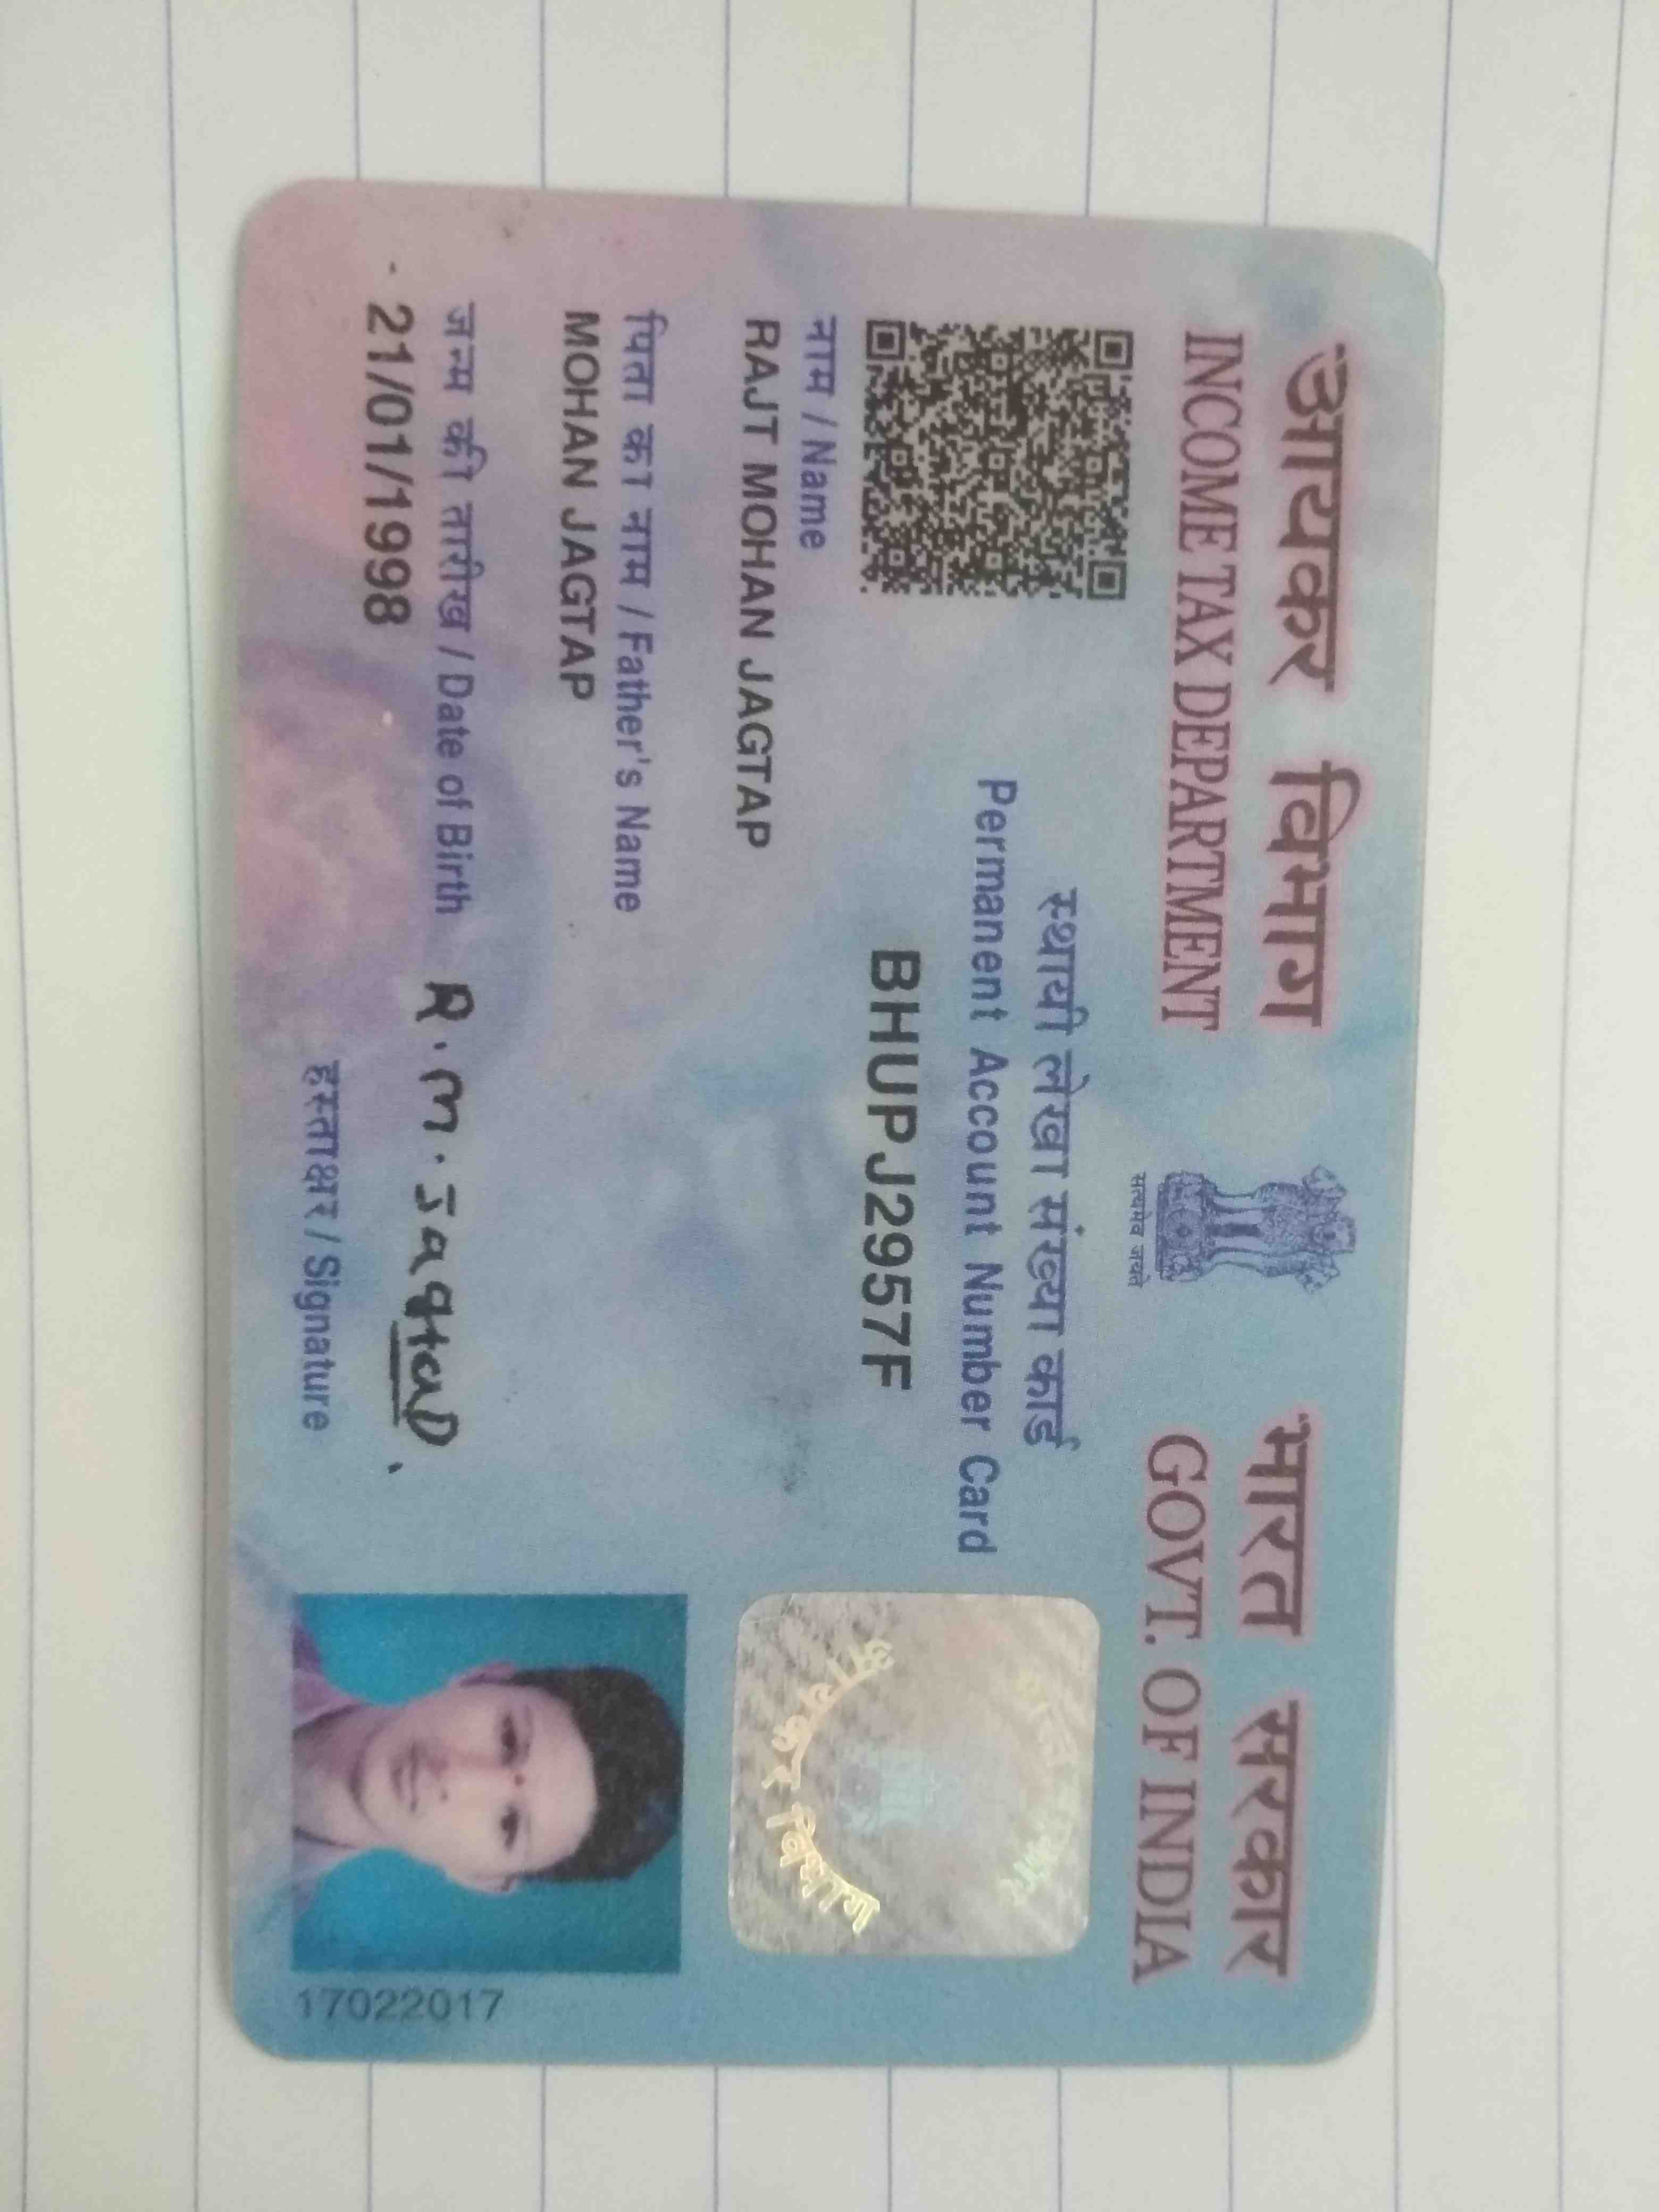 आयकर विभाग
INCOME TAX DEPARTMENT
सत्यमेव जयते
भारत सरकार
GOVT. OF INDIA
स्थायी लेखा संख्या कार्ड
Permanent Account Number Card
BHUPJ2957F
नाम / Name
RAJT MOHAN JAGTAP
पिता का नाम / Father's Name
MOHAN JAGTAP
जन्म की तारीख / Date of Birth
21/01/1998
R.M.Jagtap.
हस्ताक्षर / Signature
आयकर विभाग
17022017